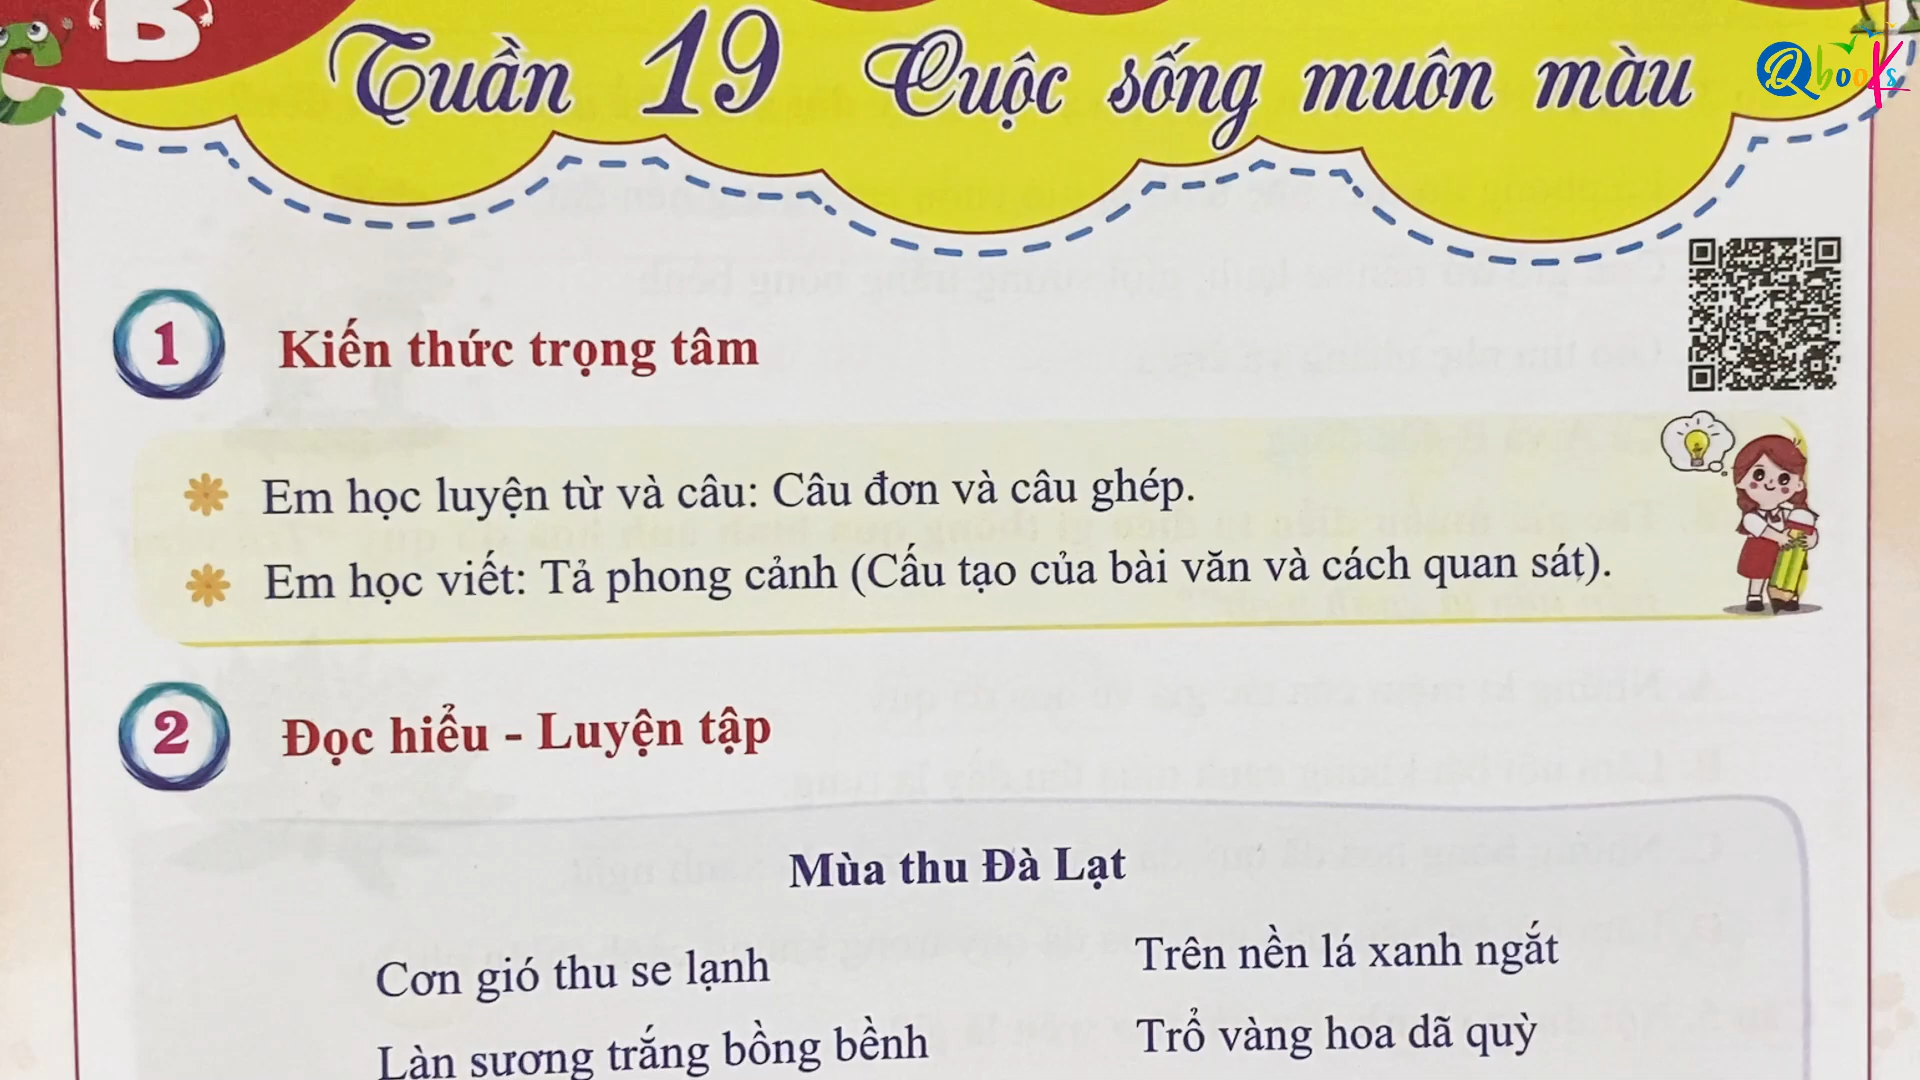 B
Tuần 19 Cuộc sống muôn màu
Qbooks
1 Kiến thức trọng tâm
Em học luyện từ và câu: Câu đơn và câu ghép.
Em học viết: Tả phong cảnh (Cấu tạo của bài văn và cách quan sát).
2 Đọc hiểu - Luyện tập
Mùa thu Đà Lạt
Cơn gió thu se lạnh
Làn sương trắng bồng bềnh
Trên nền lá xanh ngắt
Trổ vàng hoa dã quỳ